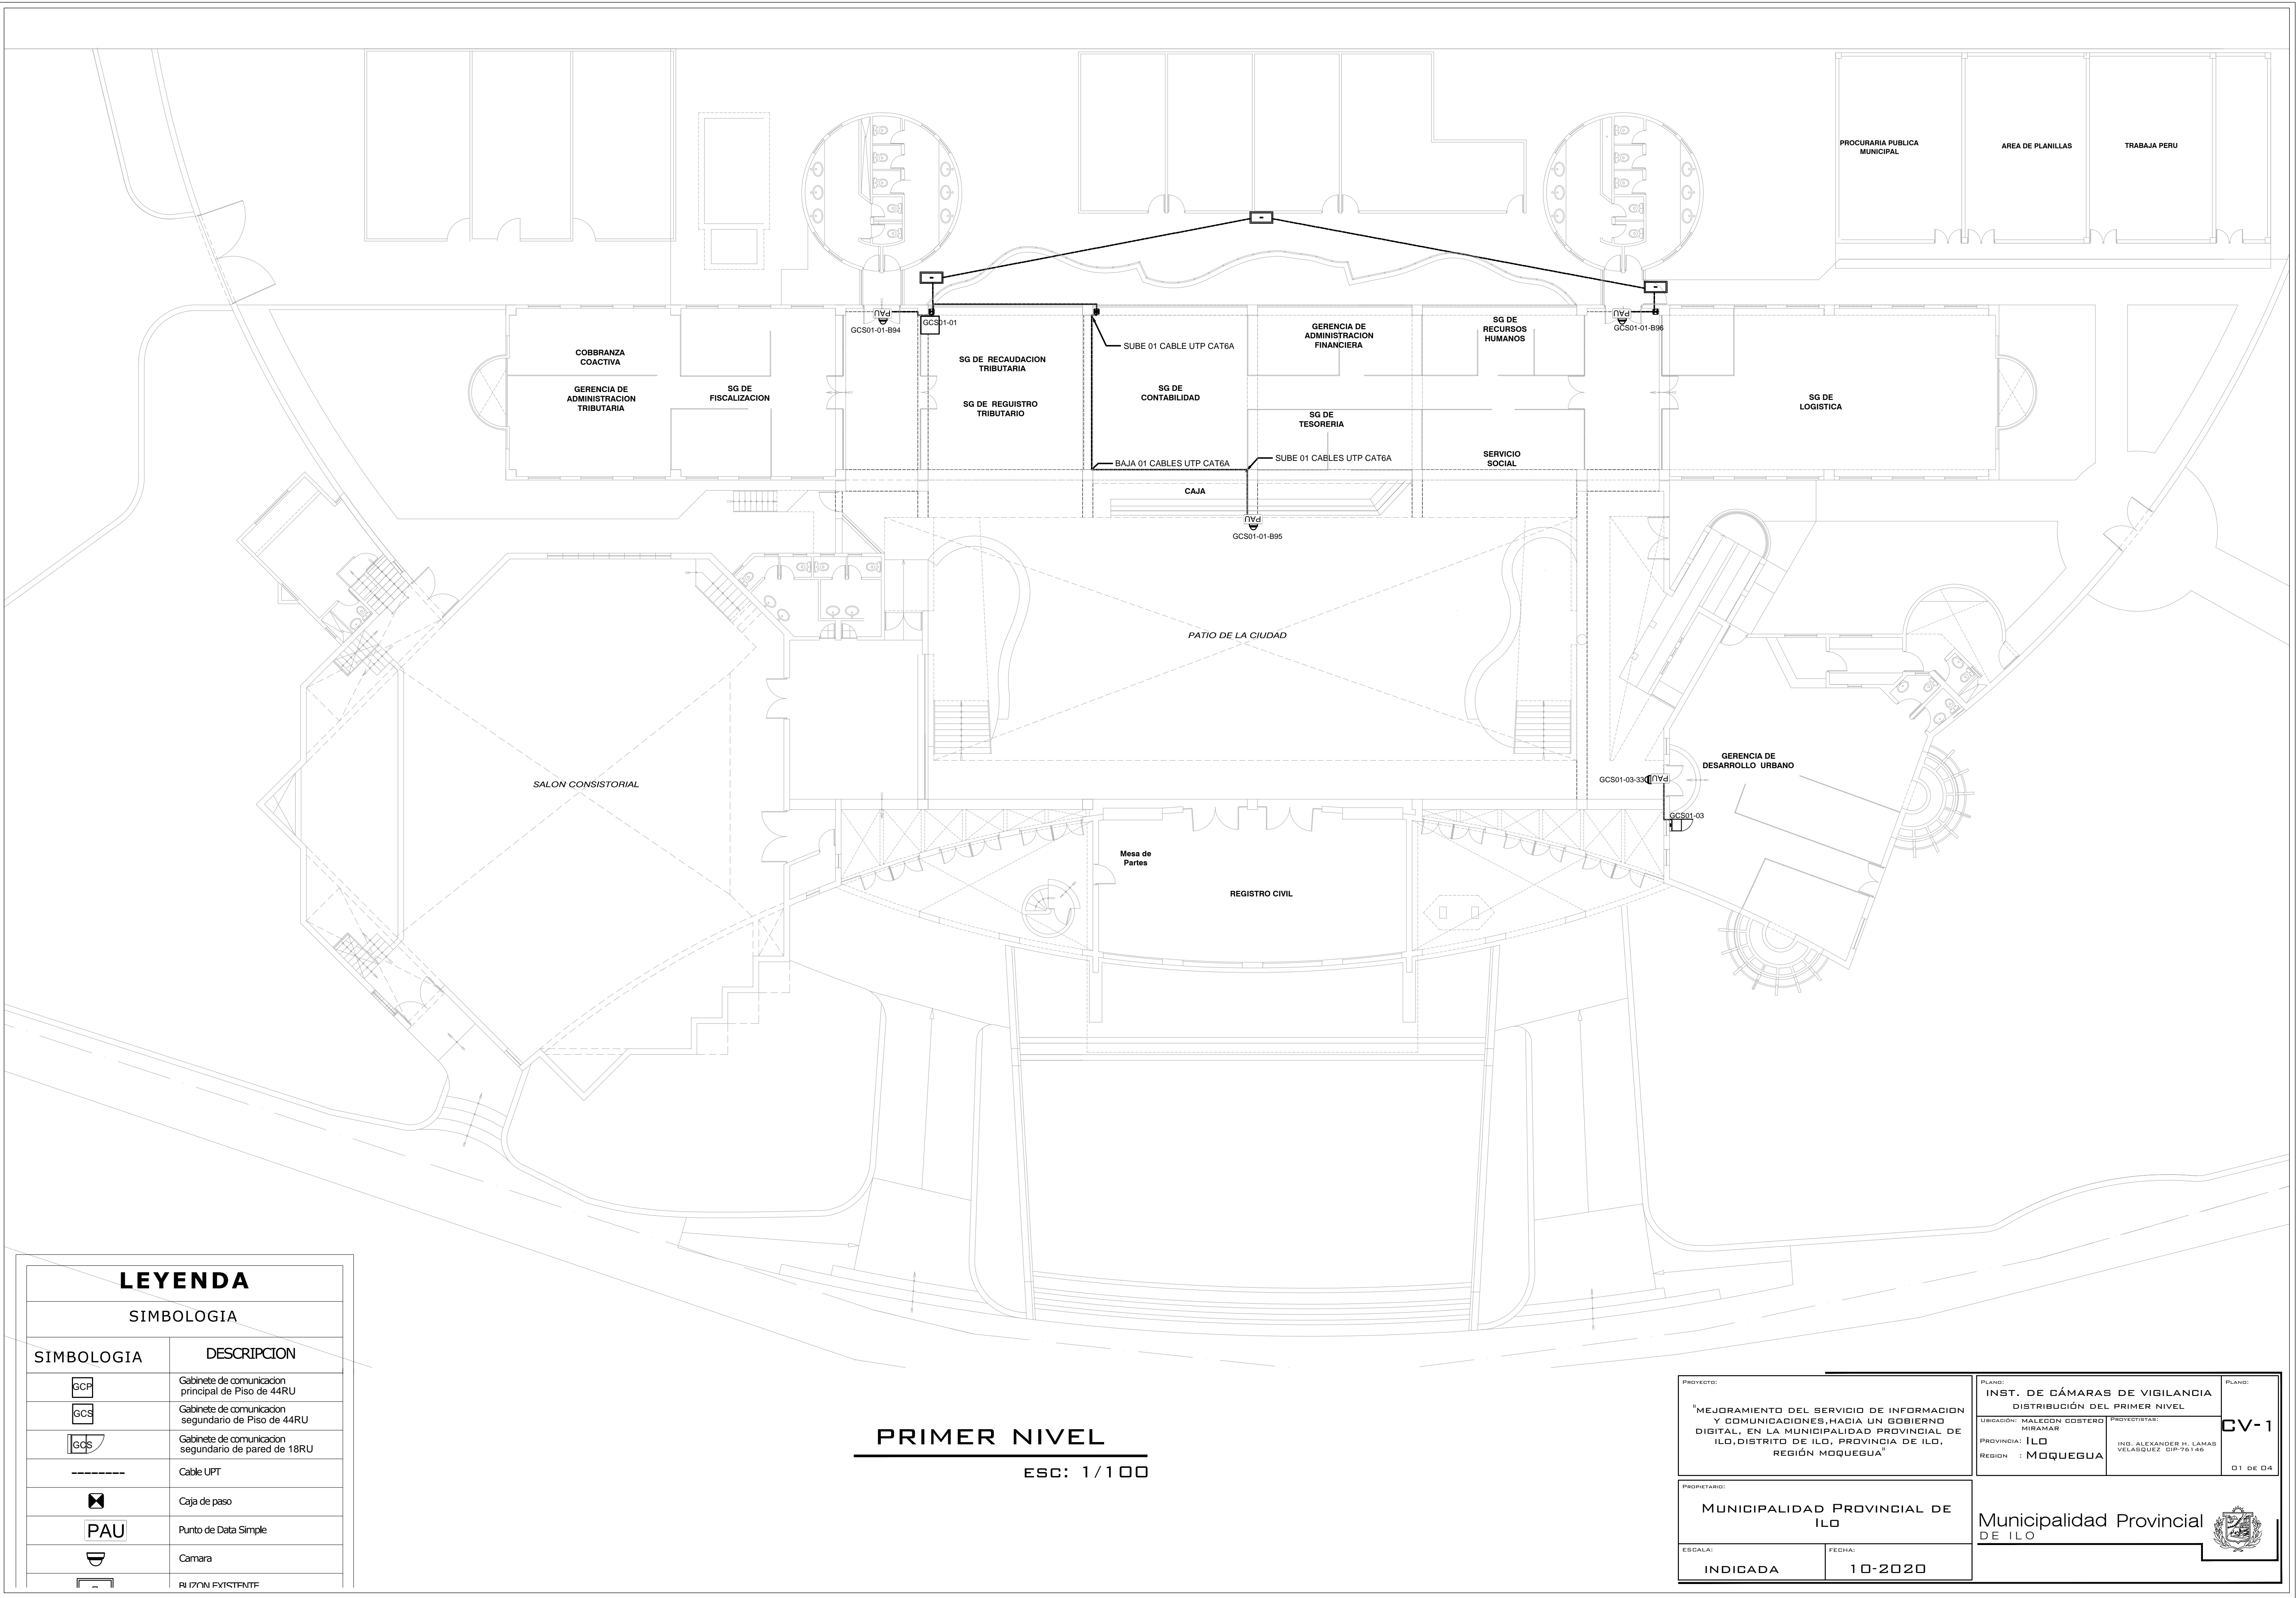 PROCURARIA PUBLICA
MUNICIPAL
AREA DE PLANILLAS
TRABAJA PERU
PAU
GCS01-01-B94
GCS01-01
SUBE 01 CABLE UTP CAT6A
GERENCIA DE
ADMINISTRACION
FINANCIERA
SG DE
RECURSOS
HUMANOS
PAU
GCS01-01-B96
COBBRANZA
COACTIVA
GERENCIA DE
ADMINISTRACION
TRIBUTARIA
SG DE
FISCALIZACION
SG DE RECAUDACION
TRIBUTARIA
SG DE REGUISTRO
TRIBUTARIO
SG DE
CONTABILIDAD
SG DE
TESORERIA
SG DE
LOGISTICA
BAJA 01 CABLES UTP CAT6A
SUBE 01 CABLES UTP CAT6A
SERVICIO
SOCIAL
CAJA
PAU
GCS01-01-B95
PATIO DE LA CIUDAD
SALON CONSISTORIAL
GERENCIA DE
DESARROLLO URBANO
PAU
GCS01-03
Mesa de
Partes
REGISTRO CIVIL
LEYENDA
SIMBOLOGIA
SIMBOLOGIA DESCRIPCION
GCP Gabinete de comunicacion
principal de Piso de 44RU
GCS Gabinete de comunicacion
segundario de Piso de 44RU
GCS Gabinete de comunicacion
segundario de pared de 18RU
Cable UPT
Caja de paso
PAU Punto de Data Simple
Camara
BUZON EXISTENTE
PRIMER NIVEL
ESC: 1/100
PROYECTO:
"MEJORAMIENTO DEL SERVICIO DE INFORMACION
Y COMUNICACIONES,HACIA UN GOBIERNO
DIGITAL, EN LA MUNICIPALIDAD PROVINCIAL DE
ILO,DISTRITO DE ILO, PROVINCIA DE ILO,
REGIÓN MOQUEGUA"
PLANO:
INST. DE CÁMARAS DE VIGILANCIA
DISTRIBUCIÓN DEL PRIMER NIVEL
UBICACIÓN: MALECON COSTERO
MIRAMAR
PROVINCIA: ILO
REGION : MOQUEGUA
PROYECTISTAS:
ING. ALEXANDER H. LAMAS
VELASQUEZ CIP-76146
PLANO:
CV-1
01 DE 04
PROPIETARIO:
MUNICIPALIDAD PROVINCIAL DE
ILO
ESCALA:
INDICADA
FECHA:
10-2020
Municipalidad Provincial
DE ILO